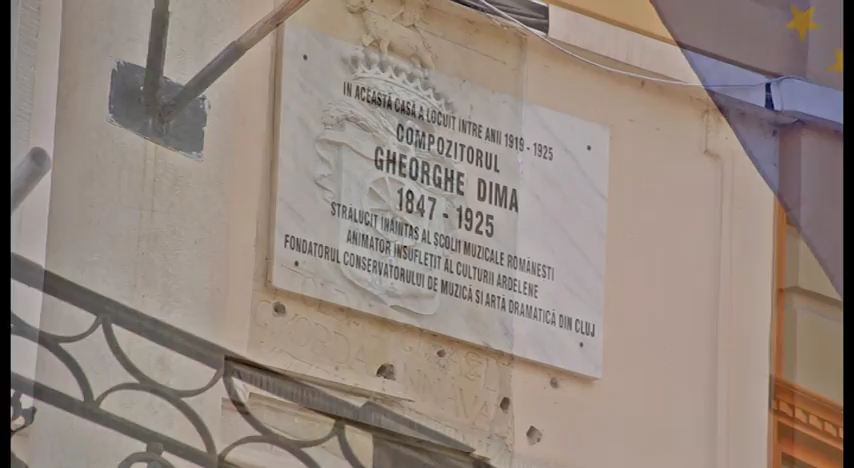 IN ACEASTĂ CASĂ A LOCUIT INTRE ANII 1919 - 1925
COMPOZITORUL
GHEORGHE DIMA
1847 - 1925
STRĂLUCIT INAINTAS AL SCOLII MUZICALE ROMÂNESTI
ANIMATOR INSUFLETIT AL CULTURII ARDELENE
FONDATORUL CONSERVATORULUI DE MUZICĂ SI ARTĂ DRAMATICĂ DIN CLUJ